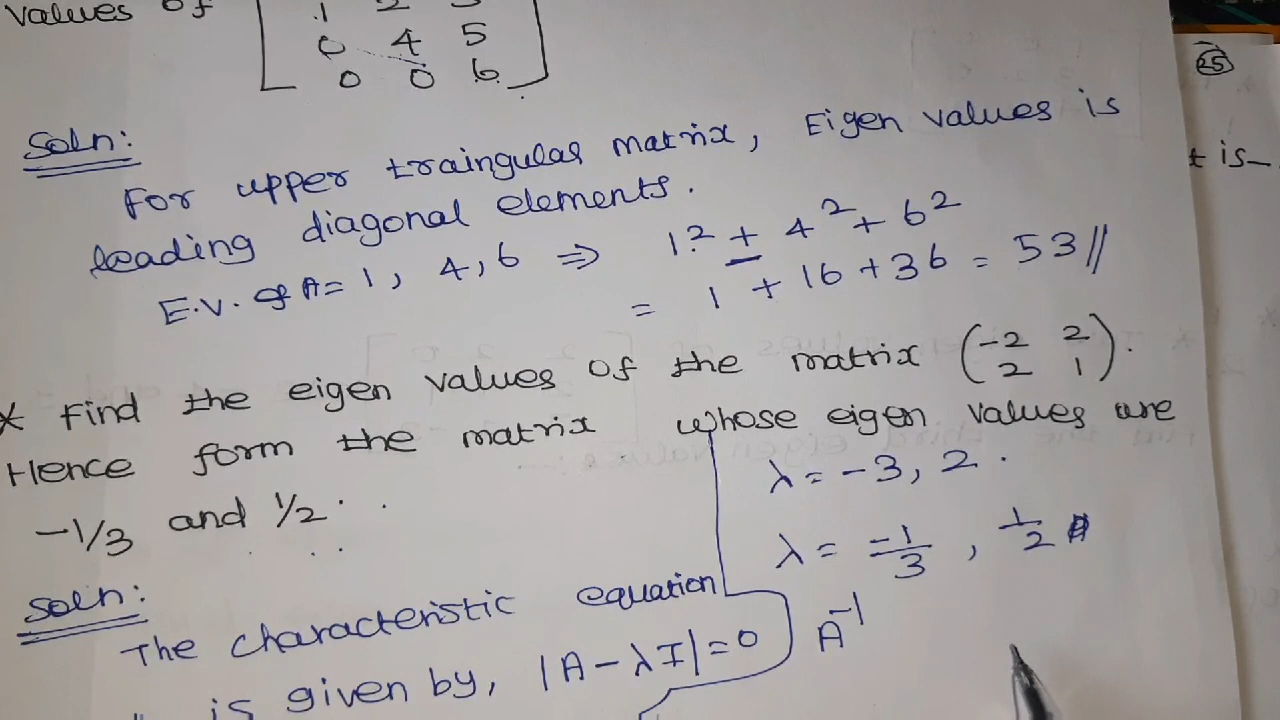 values of [ 1 2 3
0 4 5
0 0 6 ]
Soln:
For upper traingular matrix, Eigen values is
leading diagonal elements.
E.V. of A = 1, 4, 6 ⇒ 1² + 4² + 6²
= 1 + 16 + 36 = 53//
* Find the eigen values of the matrix (-2 2
2 1).
Hence form the matrix whose eigen values are
-1/3 and 1/2.
λ = -3, 2.
λ = -1/3, 1/2
Soln:
The characteristic equation
is given by, |A - λI| = 0
A⁻¹
25
t is